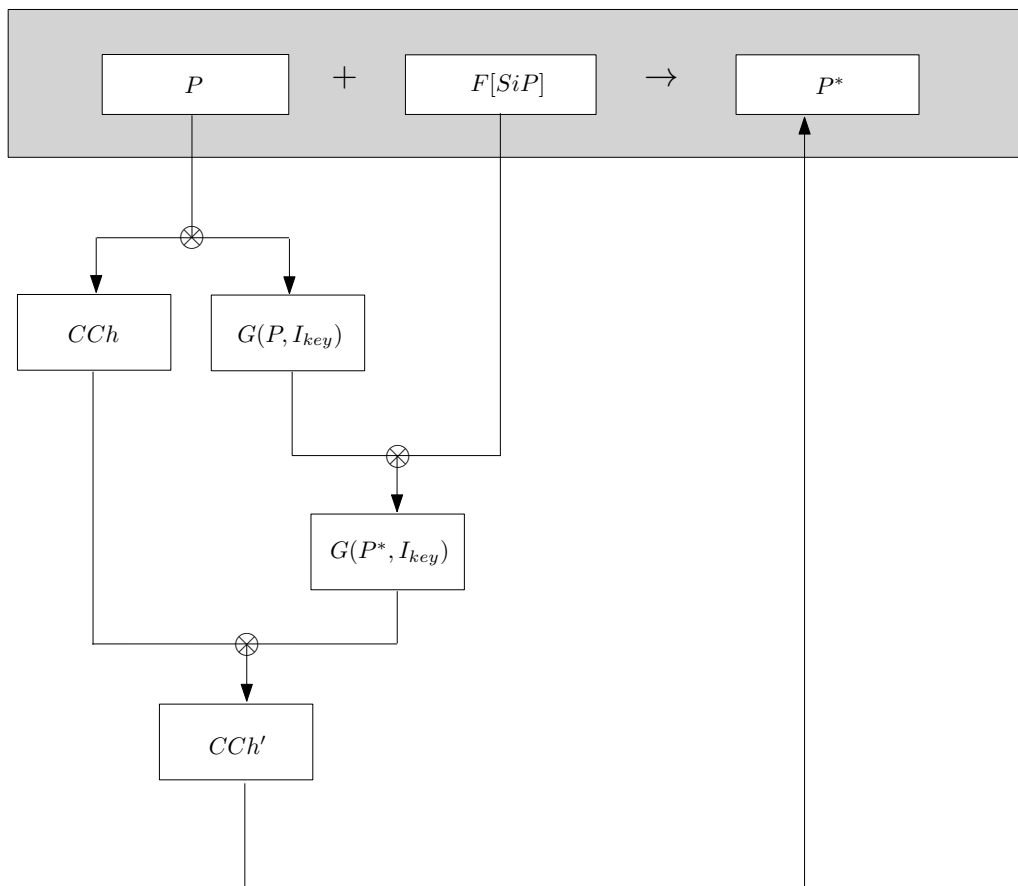 P + F[SiP] → P*
CCh
G(P, I_key)
G(P*, I_key)
CCh′